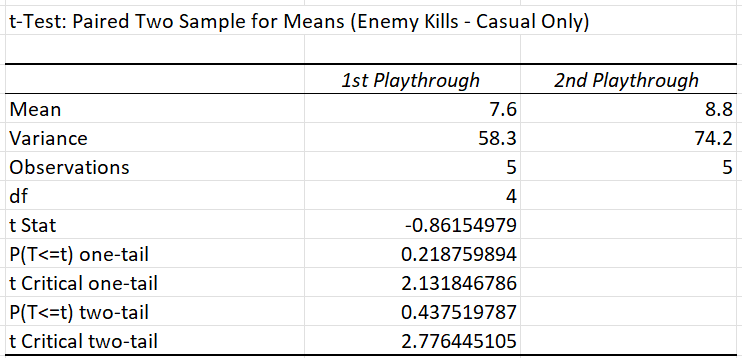 t-Test: Paired Two Sample for Means (Enemy Kills - Casual Only)
1st Playthrough 2nd Playthrough
Mean 7.6 8.8
Variance 58.3 74.2
Observations 5 5
df 4
t Stat -0.86154979
P(T<=t) one-tail 0.218759894
t Critical one-tail 2.131846786
P(T<=t) two-tail 0.437519787
t Critical two-tail 2.776445105